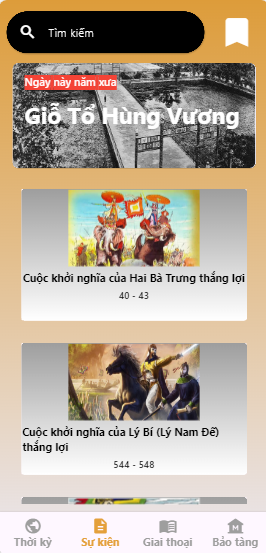 Tìm kiếm
Ngày này năm xưa
Giỗ Tổ Hùng Vương
Cuộc khởi nghĩa của Hai Bà Trưng thắng lợi
40 - 43
Cuộc khởi nghĩa của Lý Bí (Lý Nam Đế)
thắng lợi
544 - 548
Thời kỳ
Sự kiện
Giai thoại
Bảo tàng